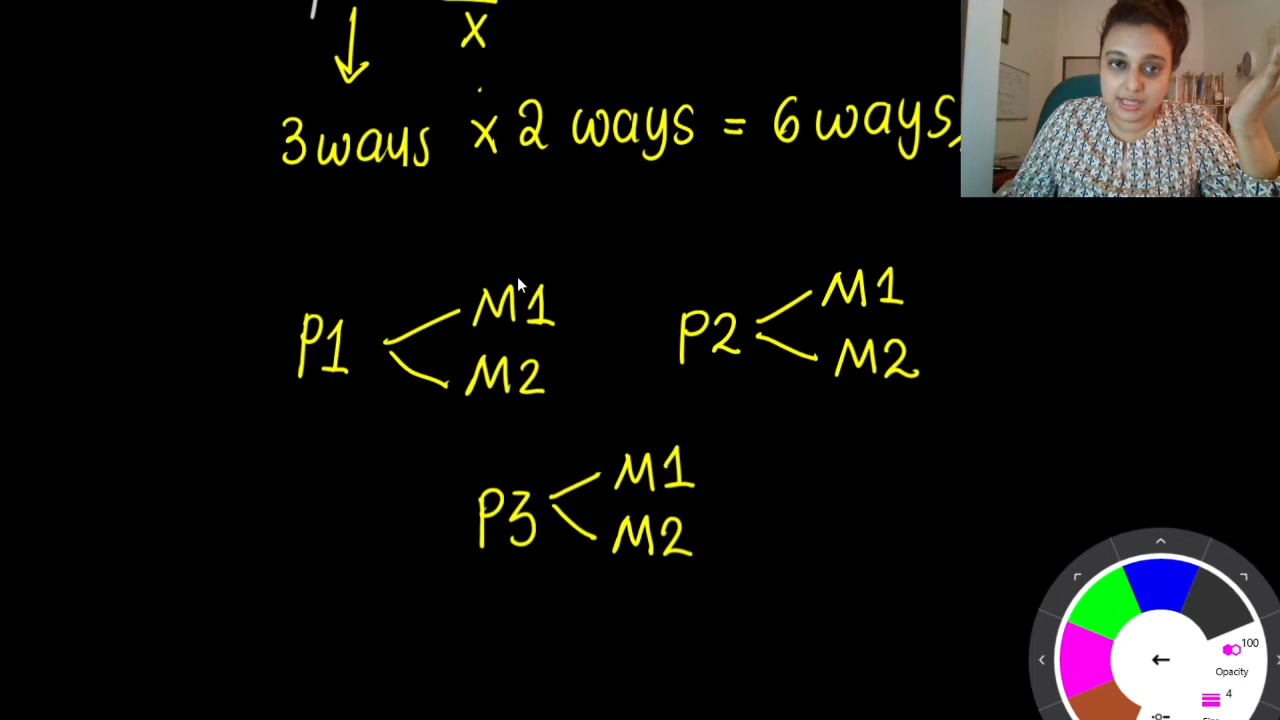 x
3 ways x 2 ways = 6 ways
P1 M1 M2
P2 M1 M2
P3 M1 M2
100
Opacity
4